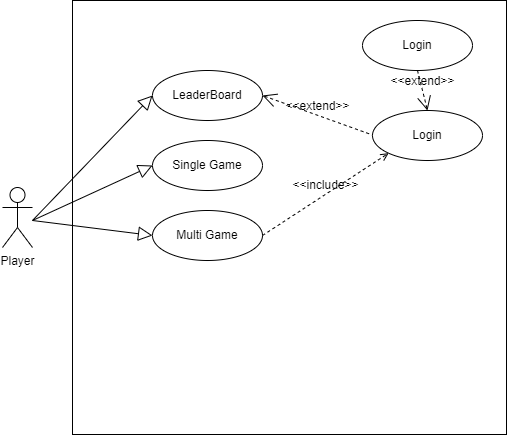 Login
<<extend>>
LeaderBoard
<<extend>>
Login
Single Game
<<include>>
Multi Game
Player